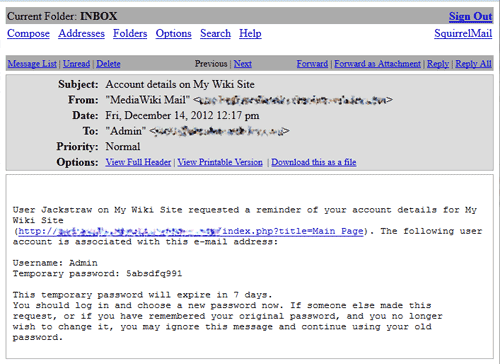 Current Folder: INBOX Sign Out
Compose Addresses Folders Options Search Help SquirrelMail
Message List | Unread | Delete Previous | Next Forward | Forward as Attachment | Reply | Reply All
Subject: Account details on My Wiki Site
From: "MediaWiki Mail" < >
Date: Fri, December 14, 2012 12:17 pm
To: "Admin" < >
Priority: Normal
Options: View Full Header | View Printable Version | Download this as a file
User Jackstraw on My Wiki Site requested a reminder of your account details for My
Wiki Site
(http:// /index.php?title=Main Page). The following user
account is associated with this e-mail address:
Username: Admin
Temporary password: 5absdfq991
This temporary password will expire in 7 days.
You should log in and choose a new password now. If someone else made this
request, or if you have remembered your original password, and you no longer
wish to change it, you may ignore this message and continue using your old
password.